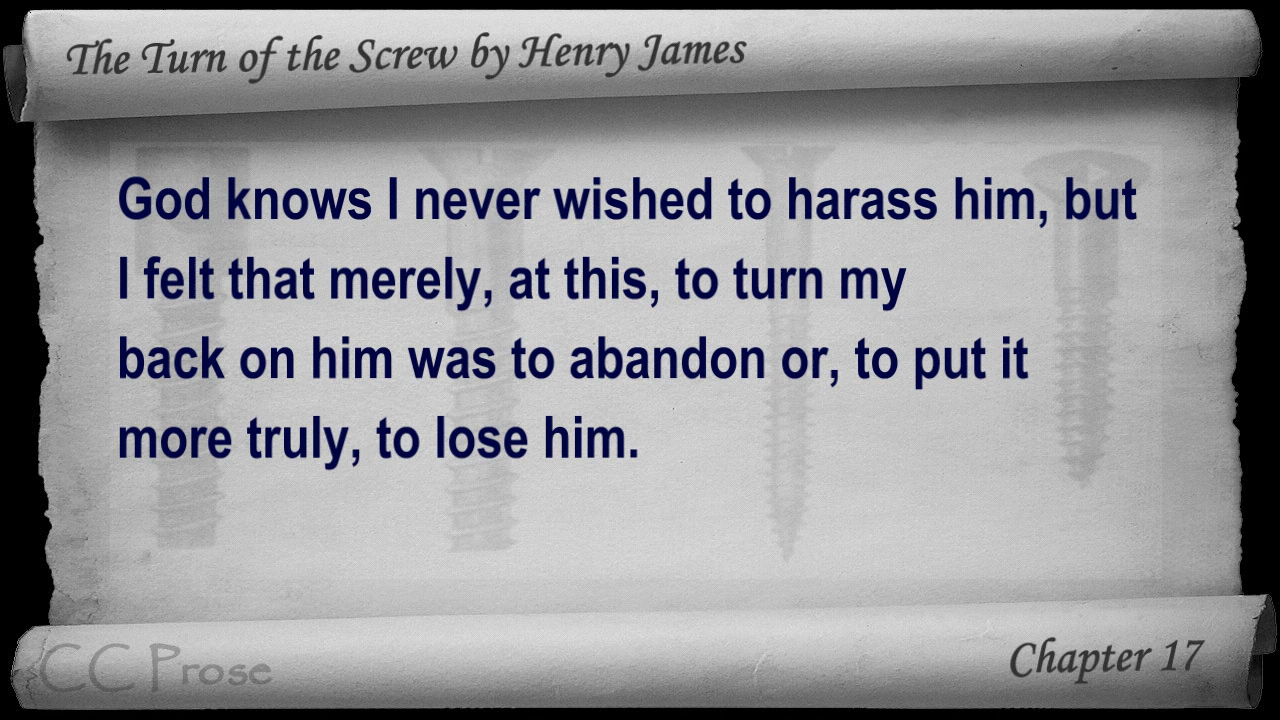 The Turn of the Screw by Henry James
God knows I never wished to harass him, but
I felt that merely, at this, to turn my
back on him was to abandon or, to put it
more truly, to lose him.
CC Prose
Chapter 17